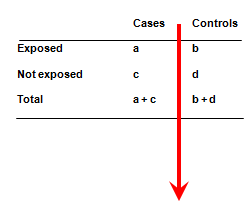 Cases Controls
Exposed a b
Not exposed c d
Total a + c b + d